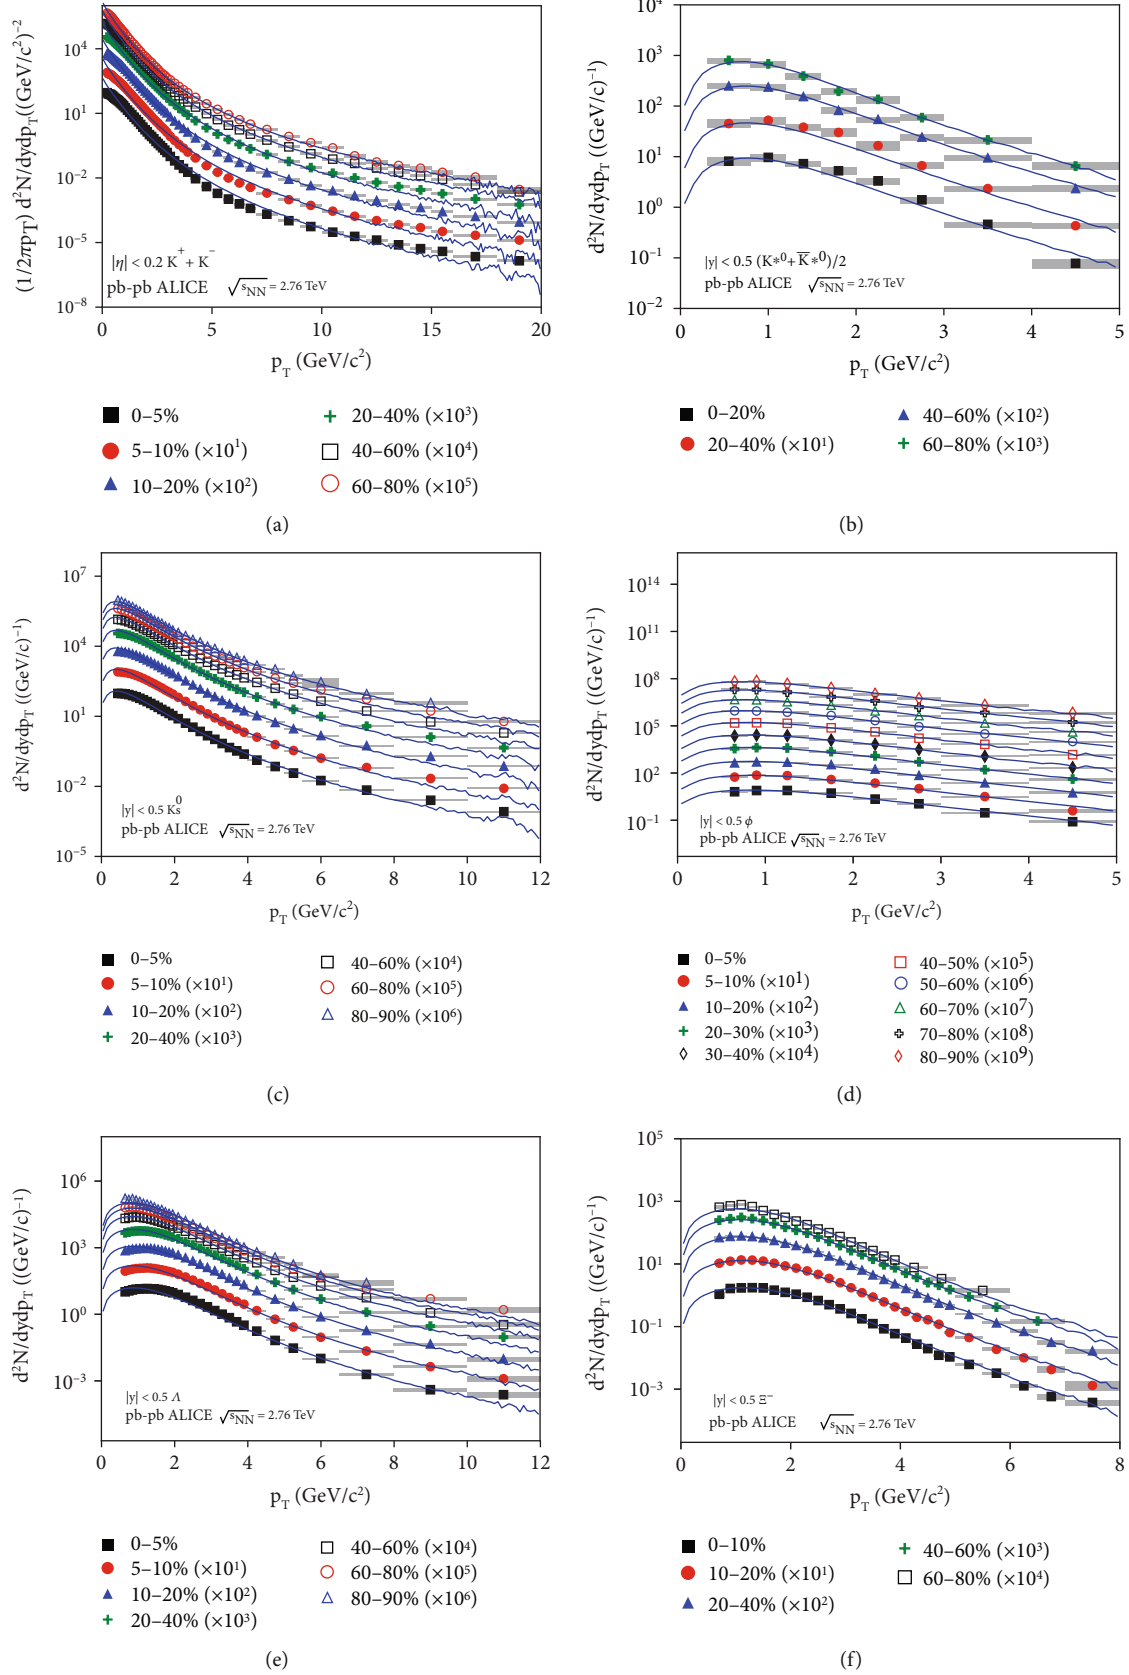 (1/2πp_T) d²N/dydp_T((GeV/c²)⁻²
10⁴
10¹
10⁻²
10⁻⁵
10⁻⁸
|η| < 0.2 K⁺ + K⁻
pb-pb ALICE √s_NN = 2.76 TeV
0 5 10 15 20
p_T (GeV/c²)
0–5%
5–10% (×10¹)
10–20% (×10²)
20–40% (×10³)
40–60% (×10⁴)
60–80% (×10⁵)
(a)
d²N/dydp_T ((GeV/c)⁻¹)
10⁴
10³
10²
10¹
10⁰
10⁻¹
10⁻²
|y| < 0.5 (K*⁰+K̅*⁰)/2
pb-pb ALICE √s_NN = 2.76 TeV
0 1 2 3 4 5
p_T (GeV/c²)
0–20%
20–40% (×10¹)
40–60% (×10²)
60–80% (×10³)
(b)
d²N/dydp_T ((GeV/c)⁻¹)
10⁷
10⁴
10¹
10⁻²
10⁻⁵
|y| < 0.5 Ks⁰
pb-pb ALICE √s_NN = 2.76 TeV
0 2 4 6 8 10 12
p_T (GeV/c²)
0–5%
5–10% (×10¹)
10–20% (×10²)
20–40% (×10³)
40–60% (×10⁴)
60–80% (×10⁵)
80–90% (×10⁶)
(c)
d²N/dydp_T ((GeV/c)⁻¹)
10¹⁴
10¹¹
10⁸
10⁵
10²
10⁻¹
|y| < 0.5 ϕ
pb-pb ALICE √s_NN = 2.76 TeV
0 1 2 3 4 5
p_T (GeV/c²)
0–5%
5–10% (×10¹)
10–20% (×10²)
20–30% (×10³)
30–40% (×10⁴)
40–50% (×10⁵)
50–60% (×10⁶)
60–70% (×10⁷)
70–80% (×10⁸)
80–90% (×10⁹)
(d)
d²N/dydp_T ((GeV/c)⁻¹)
10⁶
10³
10⁰
10⁻³
|y| < 0.5 Λ
pb-pb ALICE √s_NN = 2.76 TeV
0 2 4 6 8 10 12
p_T (GeV/c²)
0–5%
5–10% (×10¹)
10–20% (×10²)
20–40% (×10³)
40–60% (×10⁴)
60–80% (×10⁵)
80–90% (×10⁶)
(e)
d²N/dydp_T ((GeV/c)⁻¹)
10⁵
10³
10¹
10⁻¹
10⁻³
|y| < 0.5 Ξ⁻
pb-pb ALICE √s_NN = 2.76 TeV
0 2 4 6 8
p_T (GeV/c²)
0–10%
10–20% (×10¹)
20–40% (×10²)
40–60% (×10³)
60–80% (×10⁴)
(f)